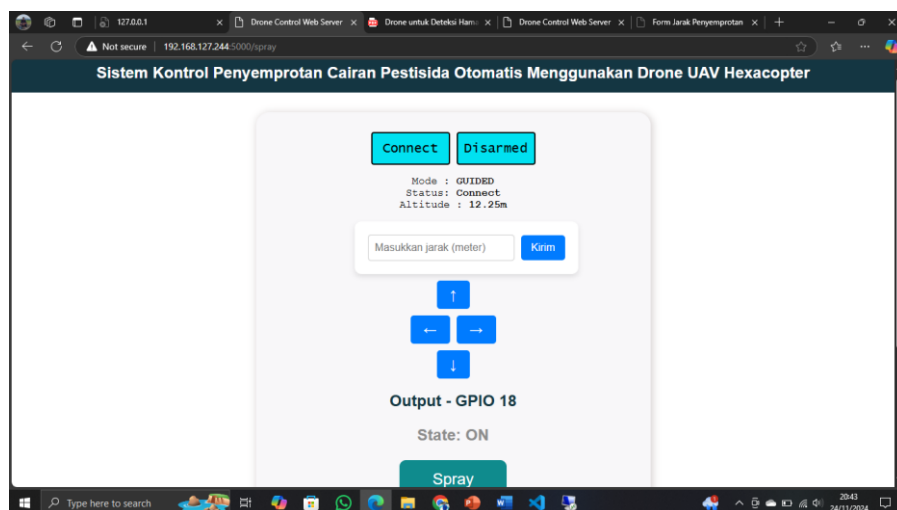 127.0.0.1
Drone Control Web Server
Drone untuk Deteksi Hama
Drone Control Web Server
Form Jarak Penyemprotan
Not secure
192.168.127.244:5000/spray
Sistem Kontrol Penyemprotan Cairan Pestisida Otomatis Menggunakan Drone UAV Hexacopter
Connect Disarmed
Mode : GUIDED
Status: Connect
Altitude : 12.25m
Masukkan jarak (meter) Kirim
↑
← →
↓
Output - GPIO 18
State: ON
Spray
Type here to search
20:43
24/11/2024